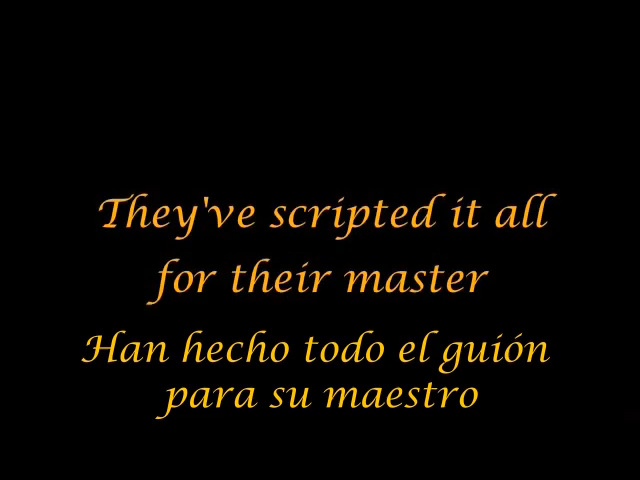 They've scripted it all
for their master
Han hecho todo el guión
para su maestro